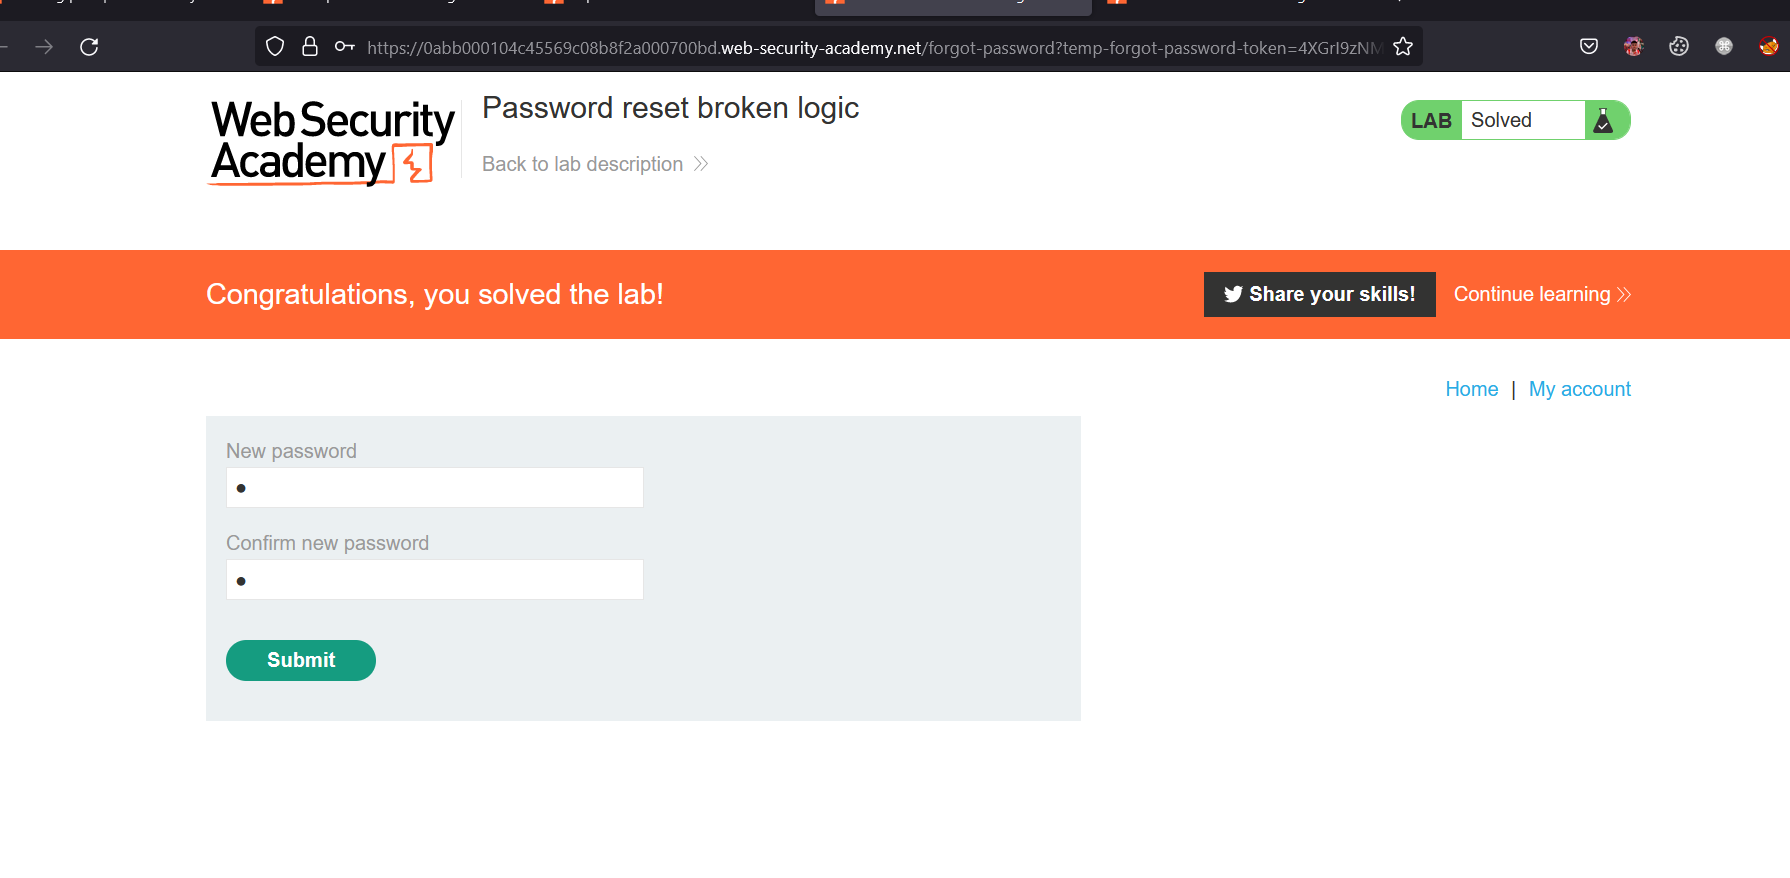 https://0abb000104c45569c08b8f2a000700bd.web-security-academy.net/forgot-password?temp-forgot-password-token=4XGrI9zNM
Web Security
Academy
Password reset broken logic
Back to lab description
LAB Solved
Congratulations, you solved the lab!
Share your skills!
Continue learning
Home | My account
New password
Confirm new password
Submit